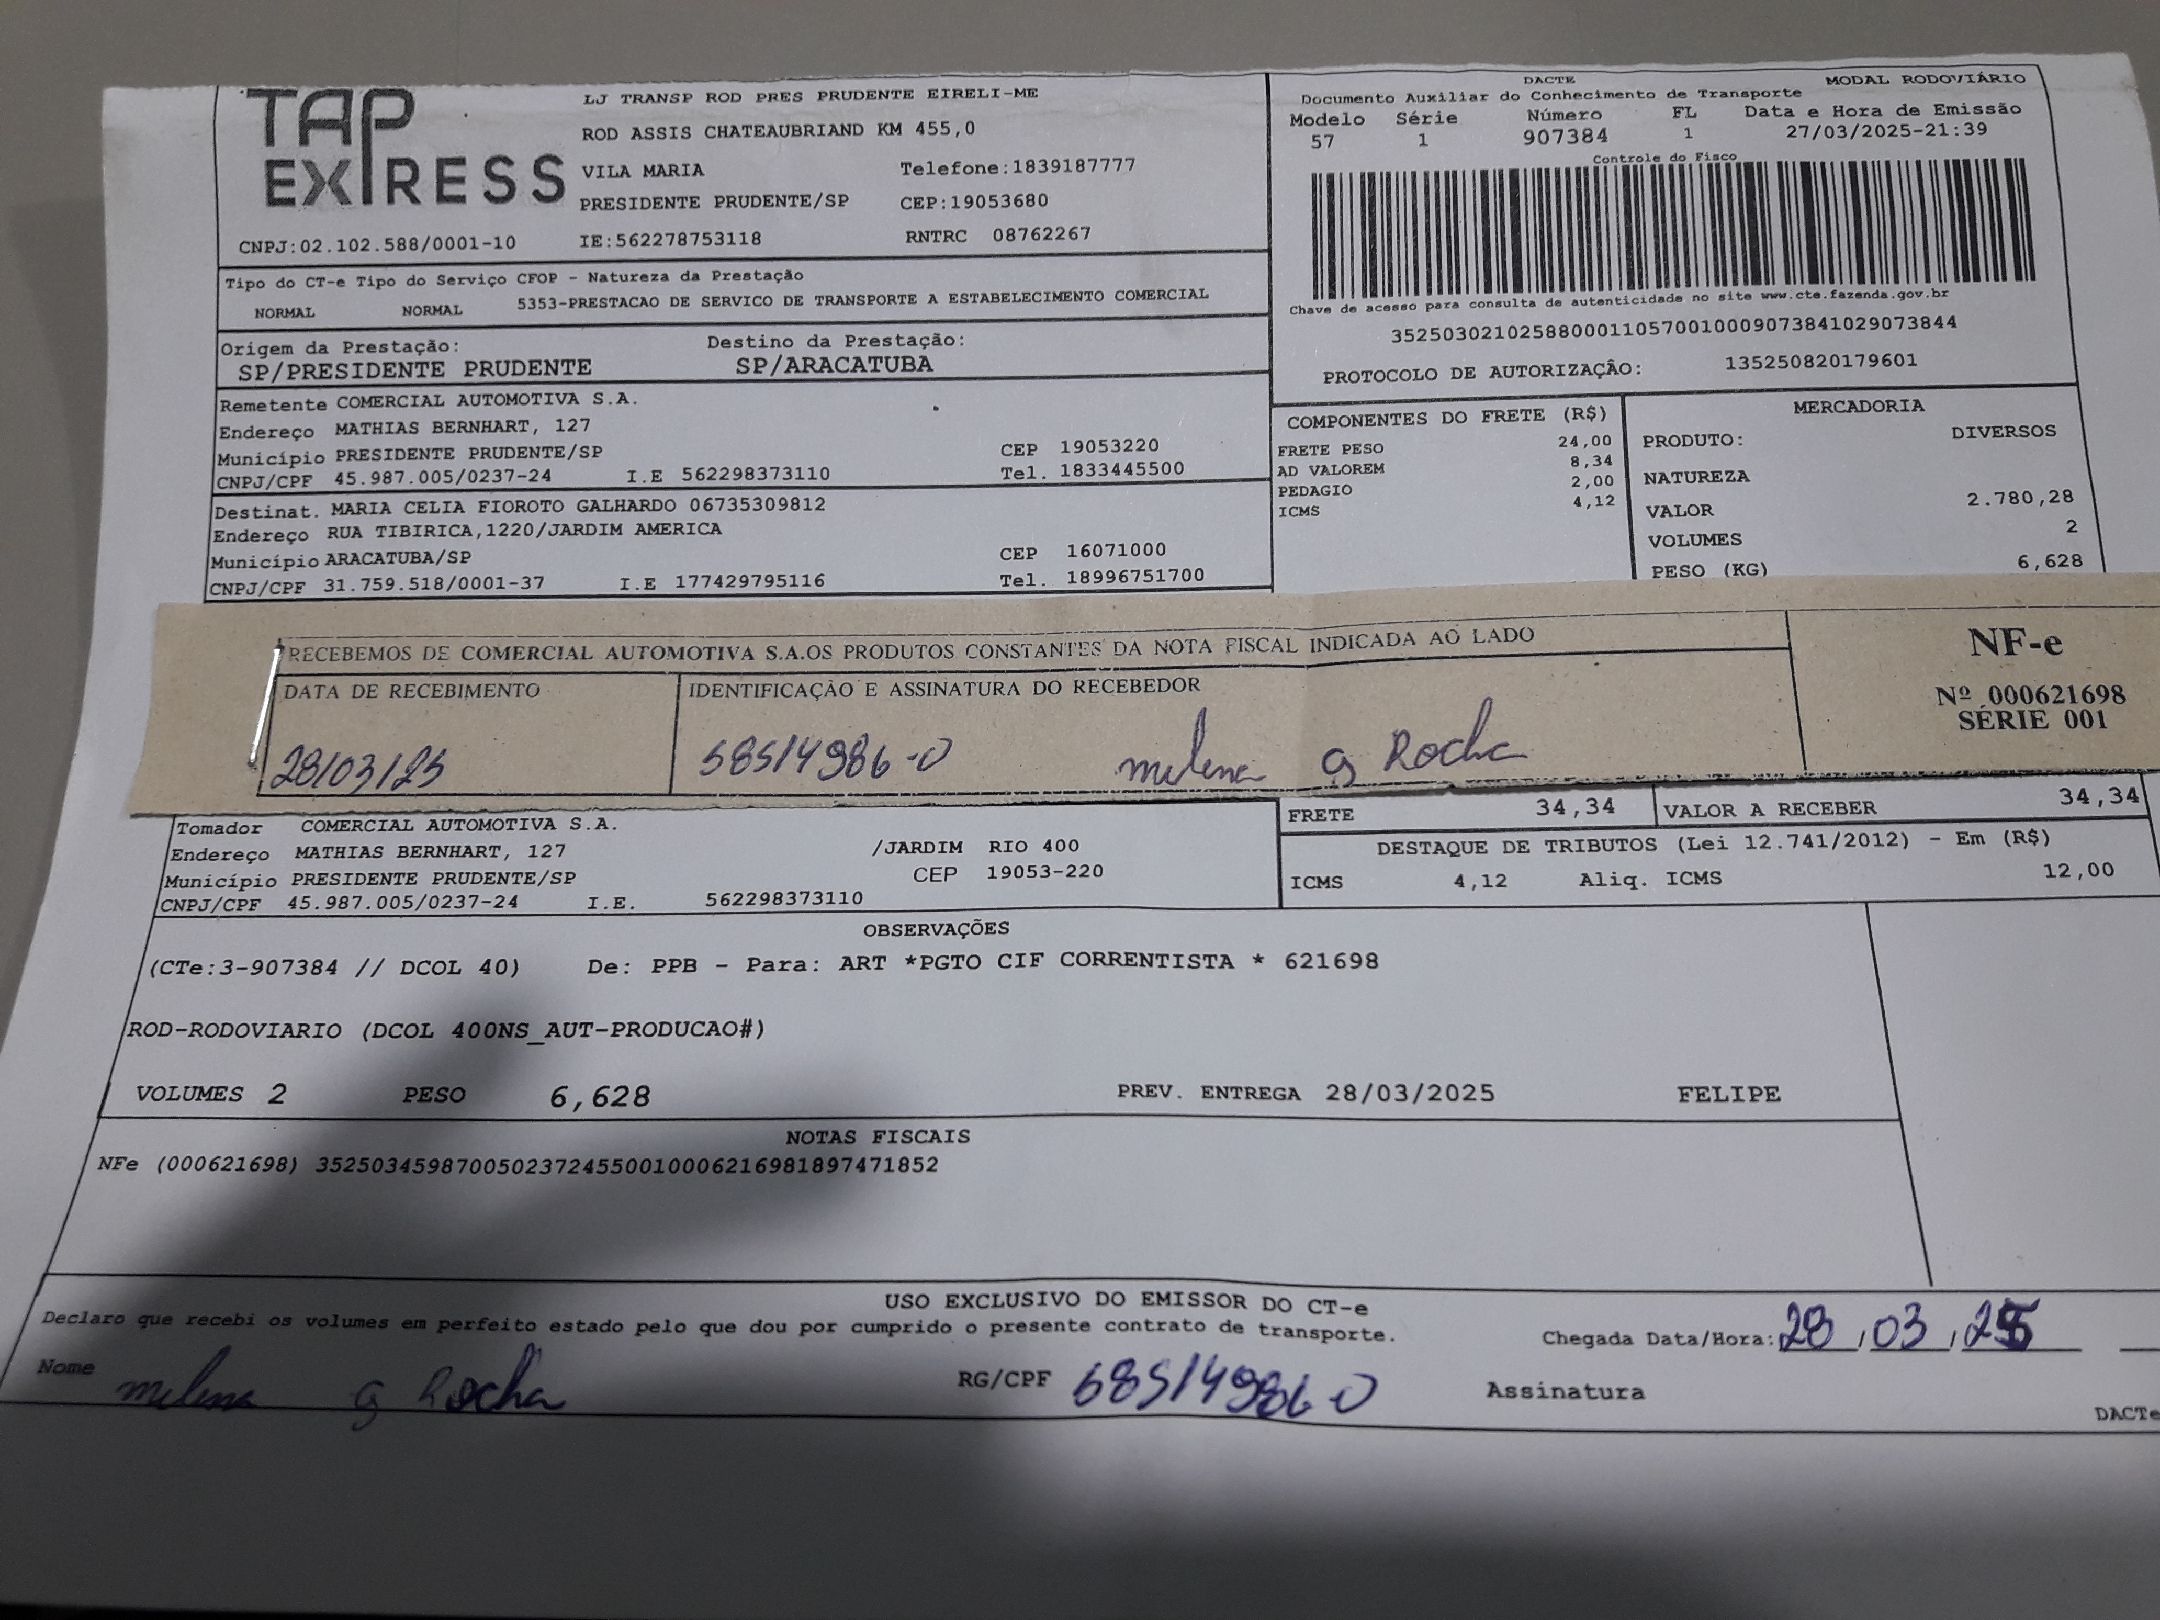 TAP EXPRESS
CNPJ:02.102.588/0001-10
LJ TRANSP ROD PRES PRUDENTE EIRELI-ME
ROD ASSIS CHATEAUBRIAND KM 455,0
VILA MARIA Telefone:1839187777
PRESIDENTE PRUDENTE/SP CEP:19053680
IE:562278753118 RNTRC 08762267
DACTE MODAL RODOVIÁRIO
Documento Auxiliar do Conhecimento de Transporte
Modelo Série Número FL Data e Hora de Emissão
57 1 907384 1 27/03/2025-21:39
Controle do Fisco
Chave de acesso para consulta de autenticidade no site www.cte.fazenda.gov.br
35250302102588000110570010009073841029073844
PROTOCOLO DE AUTORIZAÇÃO: 135250820179601
Tipo do CT-e Tipo do Serviço CFOP - Natureza da Prestação
NORMAL NORMAL 5353-PRESTACAO DE SERVICO DE TRANSPORTE A ESTABELECIMENTO COMERCIAL
Origem da Prestação: Destino da Prestação:
SP/PRESIDENTE PRUDENTE SP/ARACATUBA
Remetente COMERCIAL AUTOMOTIVA S.A.
Endereço MATHIAS BERNHART, 127
Município PRESIDENTE PRUDENTE/SP CEP 19053220
CNPJ/CPF 45.987.005/0237-24 I.E 562298373110 Tel. 1833445500
Destinat. MARIA CELIA FIOROTO GALHARDO 06735309812
Endereço RUA TIBIRICA,1220/JARDIM AMERICA
Município ARACATUBA/SP CEP 16071000
CNPJ/CPF 31.759.518/0001-37 I.E 177429795116 Tel. 18996751700
COMPONENTES DO FRETE (R$)
FRETE PESO 24,00
AD VALOREM 8,34
PEDAGIO 2,00
ICMS 4,12
MERCADORIA
PRODUTO: DIVERSOS
NATUREZA
VALOR 2.780,28
VOLUMES 2
PESO (KG) 6,628
RECEBEMOS DE COMERCIAL AUTOMOTIVA S.A.OS PRODUTOS CONSTANTES DA NOTA FISCAL INDICADA AO LADO
DATA DE RECEBIMENTO IDENTIFICAÇÃO E ASSINATURA DO RECEBEDOR
28/03/25 58514986-0 melena G Rocha
NF-e
Nº 000621698
SÉRIE 001
Tomador COMERCIAL AUTOMOTIVA S.A.
Endereço MATHIAS BERNHART, 127 /JARDIM RIO 400
Município PRESIDENTE PRUDENTE/SP CEP 19053-220
CNPJ/CPF 45.987.005/0237-24 I.E. 562298373110
FRETE 34,34 VALOR A RECEBER 34,34
DESTAQUE DE TRIBUTOS (Lei 12.741/2012) - Em (R$)
ICMS 4,12 Aliq. ICMS 12,00
OBSERVAÇÕES
(CTe:3-907384 // DCOL 40) De: PPB - Para: ART *PGTO CIF CORRENTISTA * 621698
ROD-RODOVIARIO (DCOL 400NS_AUT-PRODUCAO#)
VOLUMES 2 PESO 6,628 PREV. ENTREGA 28/03/2025 FELIPE
NOTAS FISCAIS
NFe (000621698) 35250345987005023724550010006216981897471852
USO EXCLUSIVO DO EMISSOR DO CT-e
Declaro que recebi os volumes em perfeito estado pelo que dou por cumprido o presente contrato de transporte.
Chegada Data/Hora: 28/03/25
Nome melena G Rocha RG/CPF 58514986-0 Assinatura
DACTe